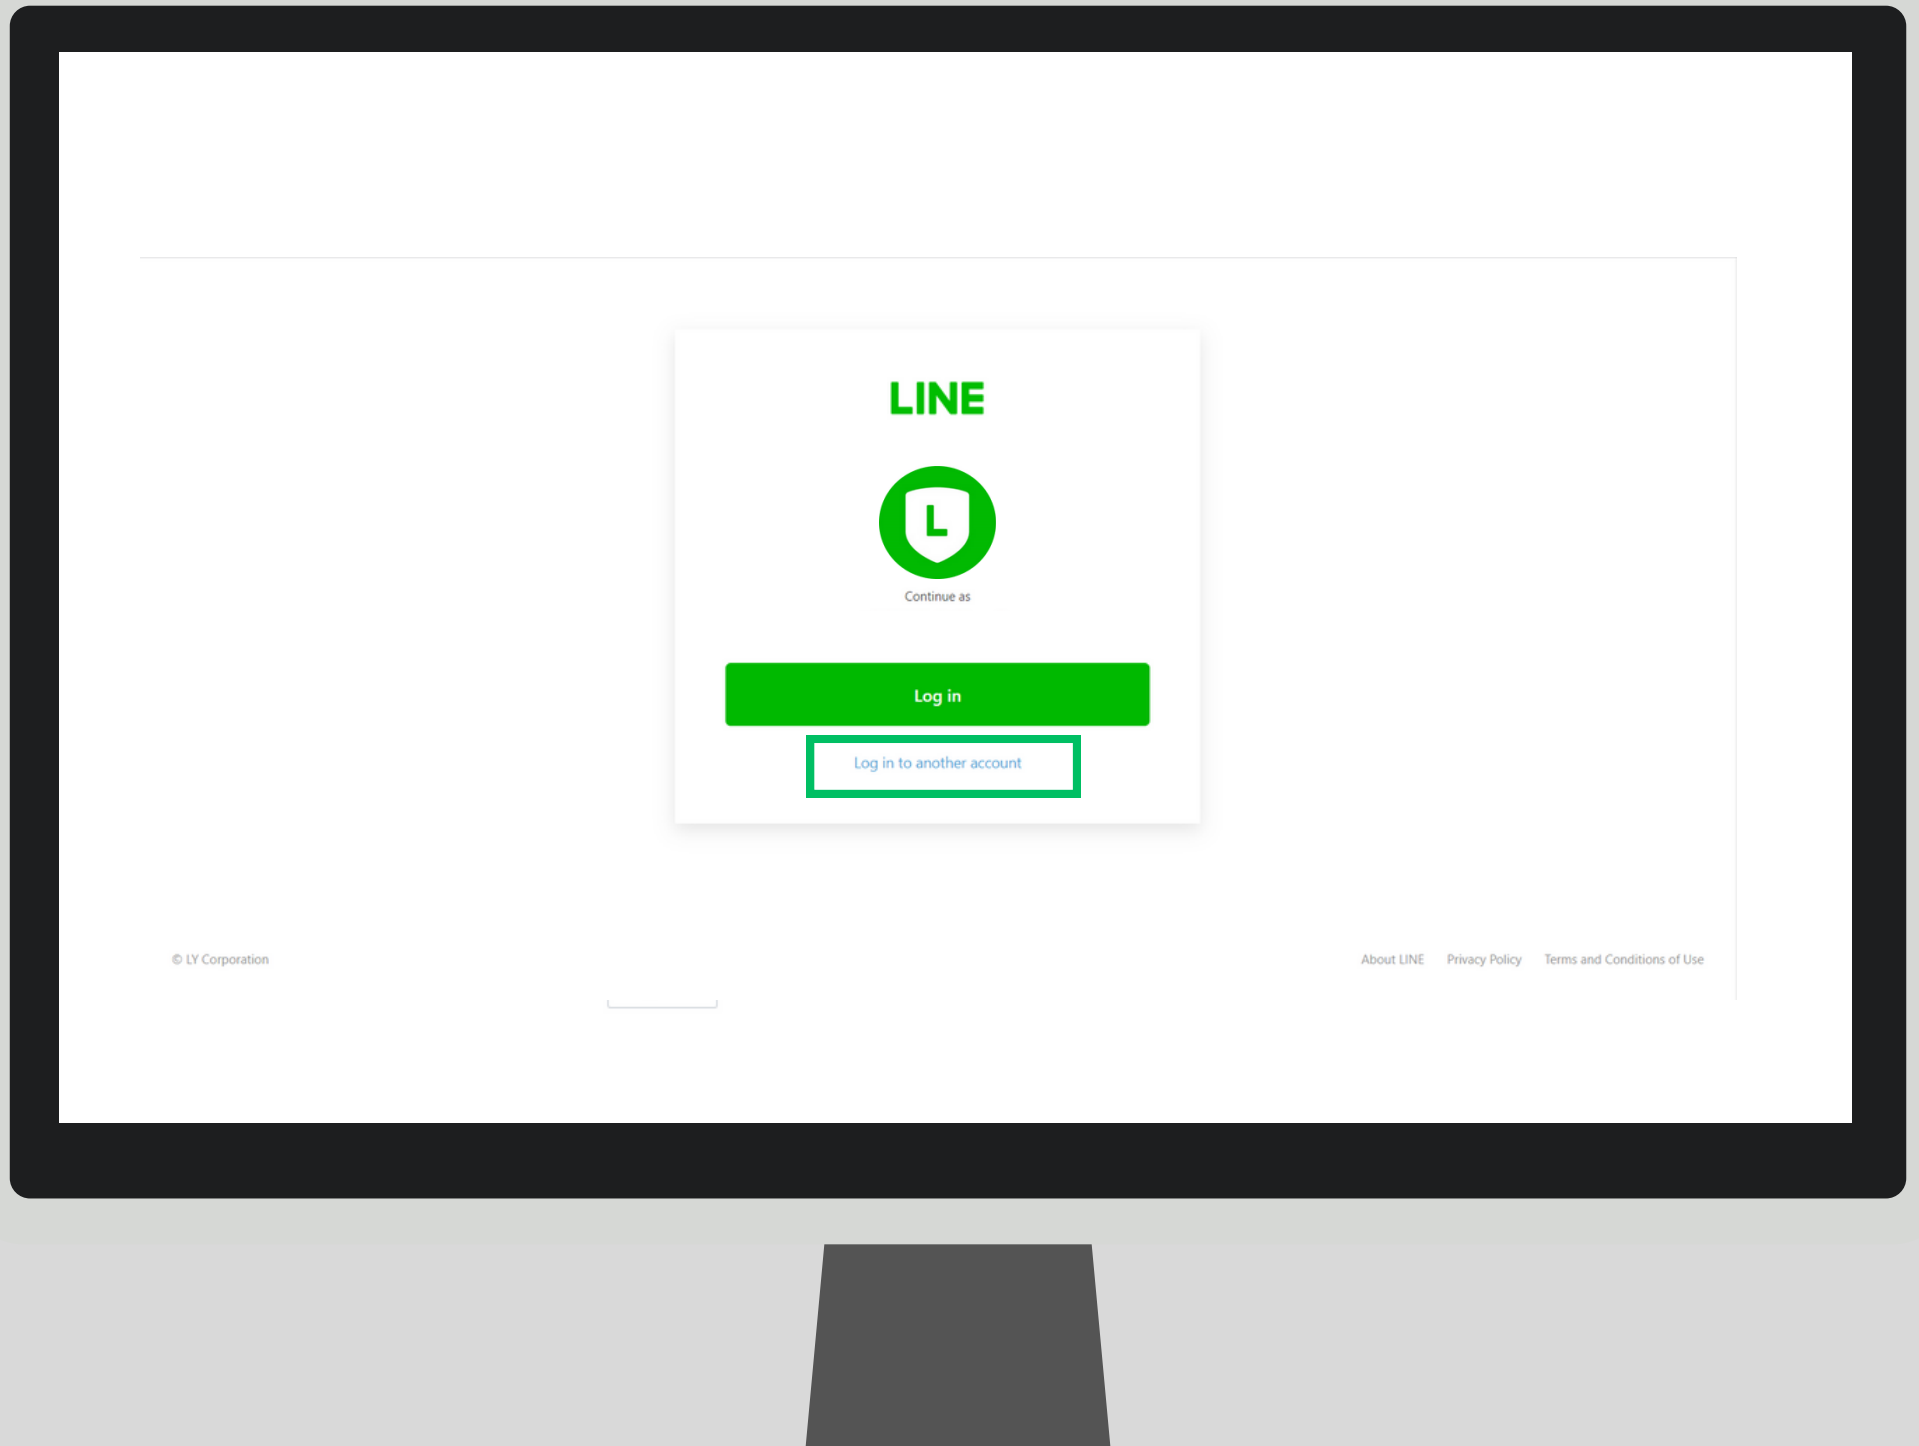 LINE
L
Continue as
Log in
Log in to another account
© LY Corporation
About LINE Privacy Policy Terms and Conditions of Use